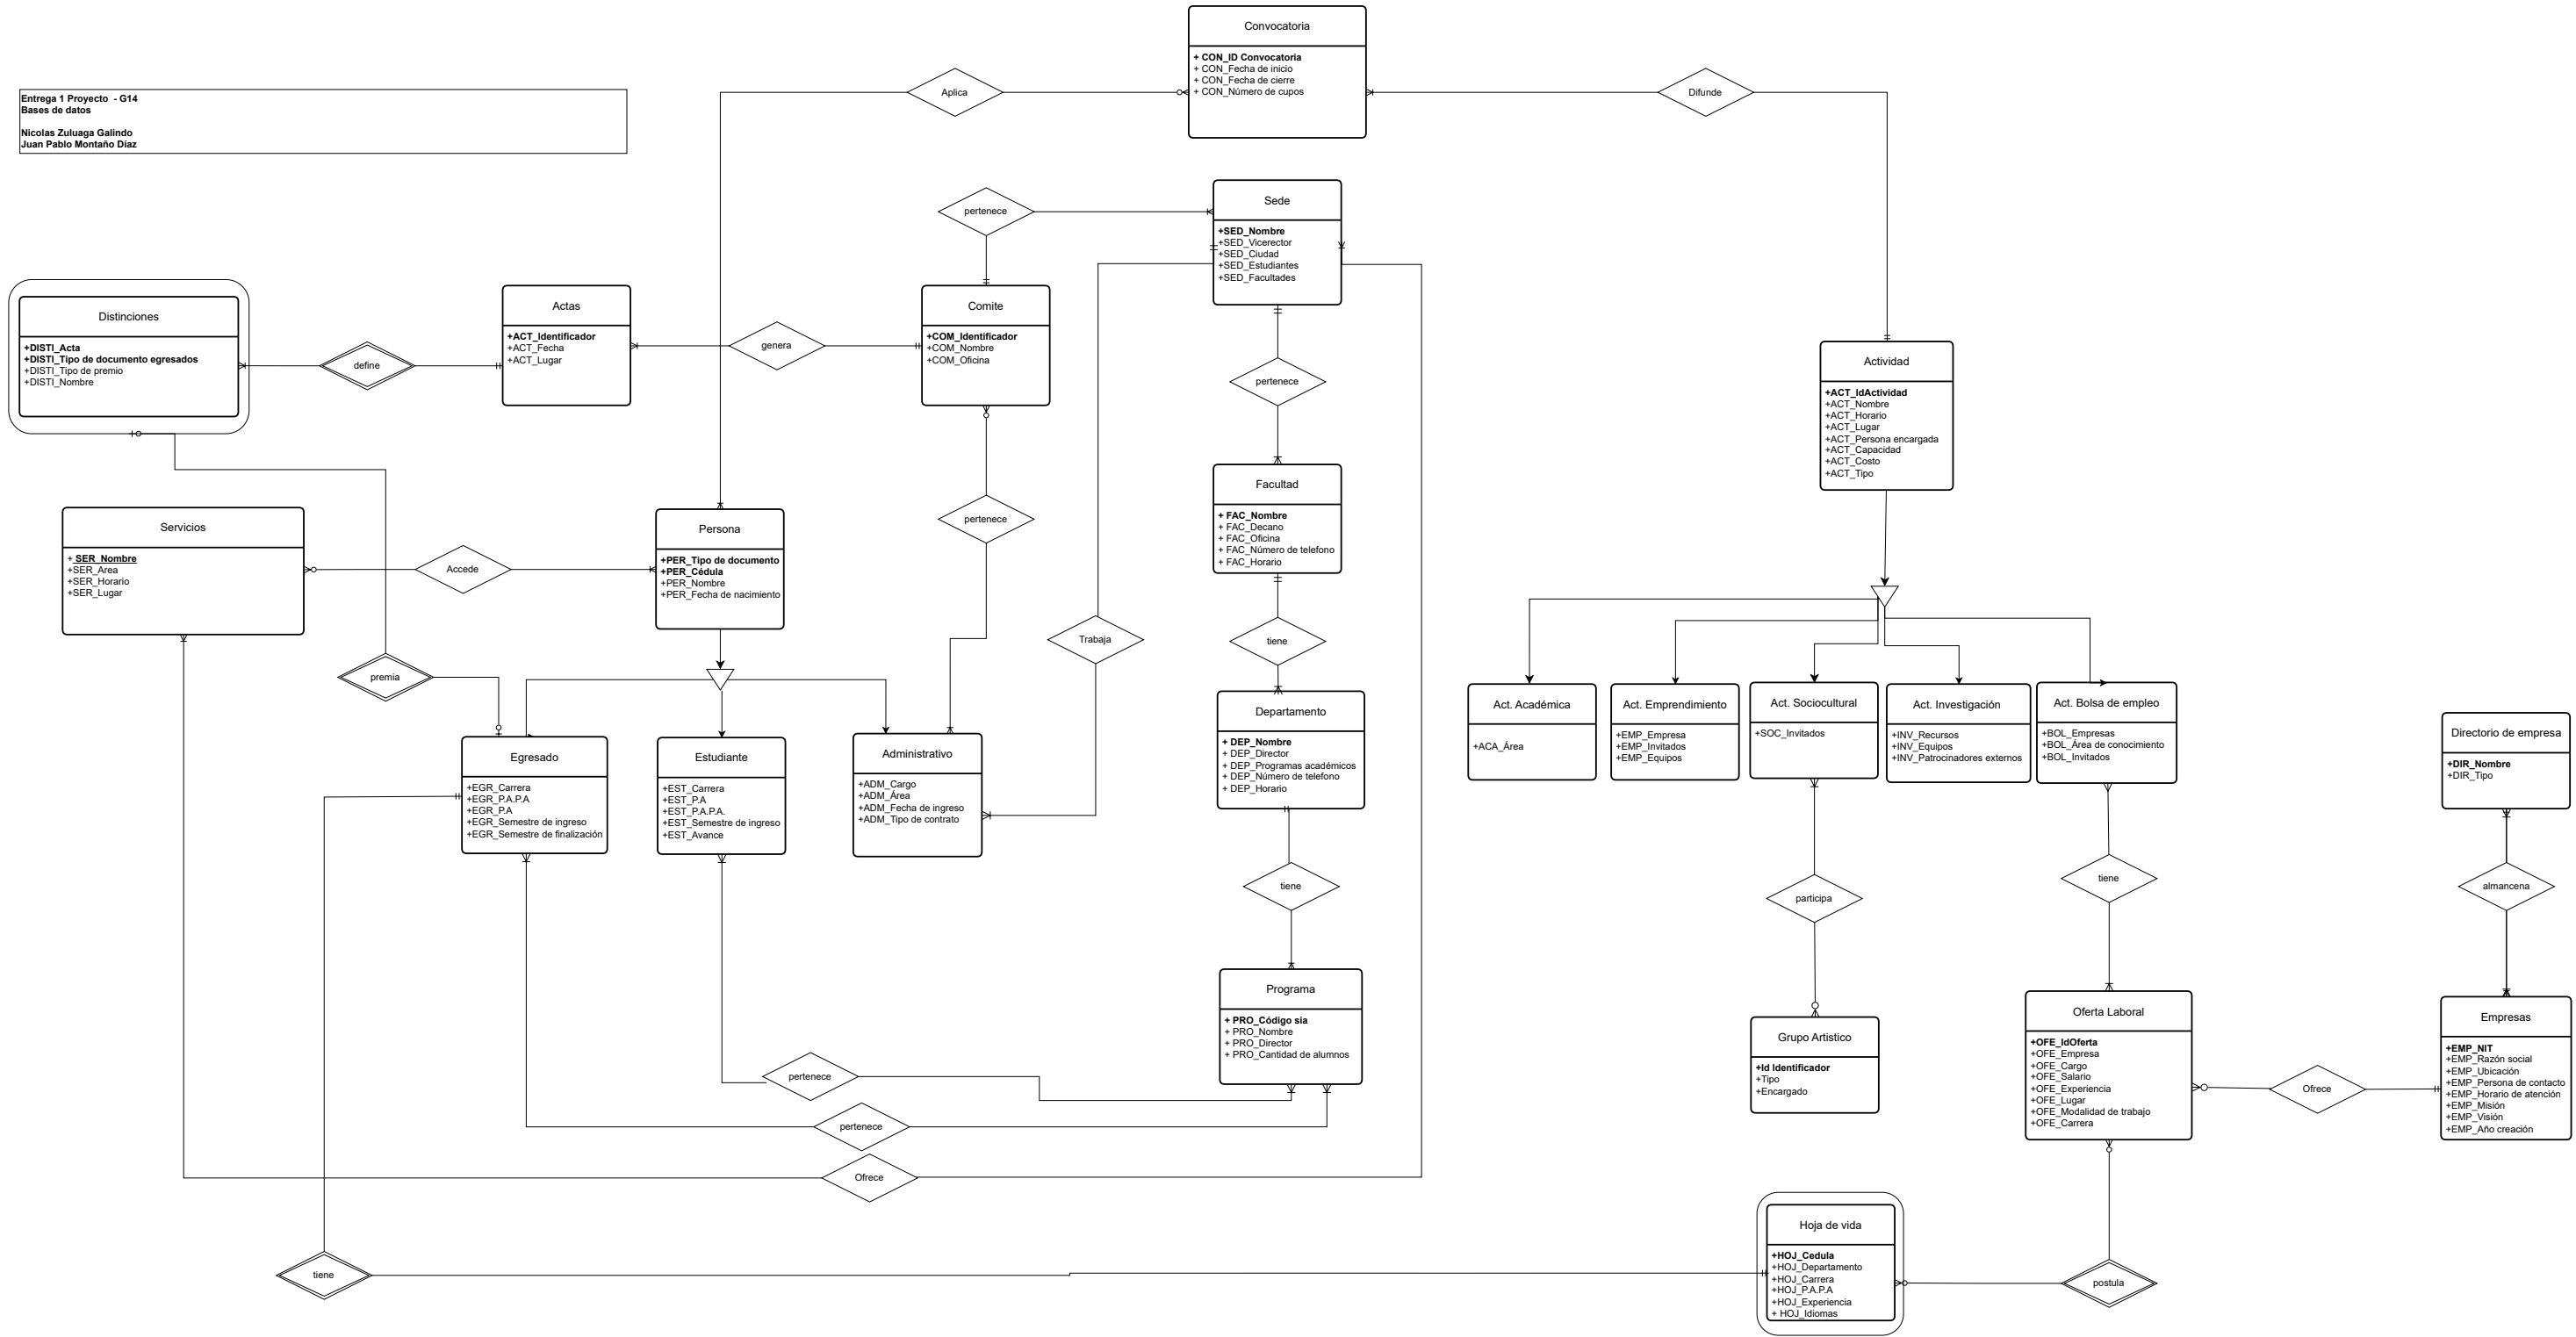 Convocatoria
+ CON_ID Convocatoria
+ CON_Fecha de inicio
+ CON_Fecha de cierre
+ CON_Número de cupos
Aplica
Difunde
Entrega 1 Proyecto - G14
Bases de datos
Nicolas Zuluaga Galindo
Juan Pablo Montaño Díaz
pertenece
Sede
+SED_Nombre
+SED_Vicerector
+SED_Ciudad
+SED_Estudiantes
+SED_Facultades
Distinciones
+DISTI_Acta
+DISTI_Tipo de documento egresados
+DISTI_Tipo de premio
+DISTI_Nombre
define
Actas
+ACT_Identificador
+ACT_Fecha
+ACT_Lugar
genera
Comite
+COM_Identificador
+COM_Nombre
+COM_Oficina
pertenece
Actividad
+ACT_IdActividad
+ACT_Nombre
+ACT_Horario
+ACT_Lugar
+ACT_Persona encargada
+ACT_Capacidad
+ACT_Costo
+ACT_Tipo
Servicios
+ SER_Nombre
+SER_Area
+SER_Horario
+SER_Lugar
Accede
Persona
+PER_Tipo de documento
+PER_Cédula
+PER_Nombre
+PER_Fecha de nacimiento
pertenece
Facultad
+ FAC_Nombre
+ FAC_Decano
+ FAC_Oficina
+ FAC_Número de telefono
+ FAC_Horario
premia
Trabaja
tiene
Egresado
+EGR_Carrera
+EGR_P.A.P.A
+EGR_P.A
+EGR_Semestre de ingreso
+EGR_Semestre de finalización
Estudiante
+EST_Carrera
+EST_P.A
+EST_P.A.P.A.
+EST_Semestre de ingreso
+EST_Avance
Administrativo
+ADM_Cargo
+ADM_Área
+ADM_Fecha de ingreso
+ADM_Tipo de contrato
Departamento
+ DEP_Nombre
+ DEP_Director
+ DEP_Programas académicos
+ DEP_Número de telefono
+ DEP_Horario
Act. Académica
+ACA_Área
Act. Emprendimiento
+EMP_Empresa
+EMP_Invitados
+EMP_Equipos
Act. Sociocultural
+SOC_Invitados
Act. Investigación
+INV_Recursos
+INV_Equipos
+INV_Patrocinadores externos
Act. Bolsa de empleo
+BOL_Empresas
+BOL_Área de conocimiento
+BOL_Invitados
Directorio de empresa
+DIR_Nombre
+DIR_Tipo
tiene
participa
tiene
almancena
Programa
+ PRO_Código sia
+ PRO_Nombre
+ PRO_Director
+ PRO_Cantidad de alumnos
Grupo Artistico
+Id Identificador
+Tipo
+Encargado
Oferta Laboral
+OFE_IdOferta
+OFE_Empresa
+OFE_Cargo
+OFE_Salario
+OFE_Experiencia
+OFE_Lugar
+OFE_Modalidad de trabajo
+OFE_Carrera
Ofrece
Empresas
+EMP_NIT
+EMP_Razón social
+EMP_Ubicación
+EMP_Persona de contacto
+EMP_Horario de atención
+EMP_Misión
+EMP_Visión
+EMP_Año creación
pertenece
pertenece
Ofrece
tiene
Hoja de vida
+HOJ_Cedula
+HOJ_Departamento
+HOJ_Carrera
+HOJ_P.A.P.A
+HOJ_Experiencia
+ HOJ_Idiomas
postula